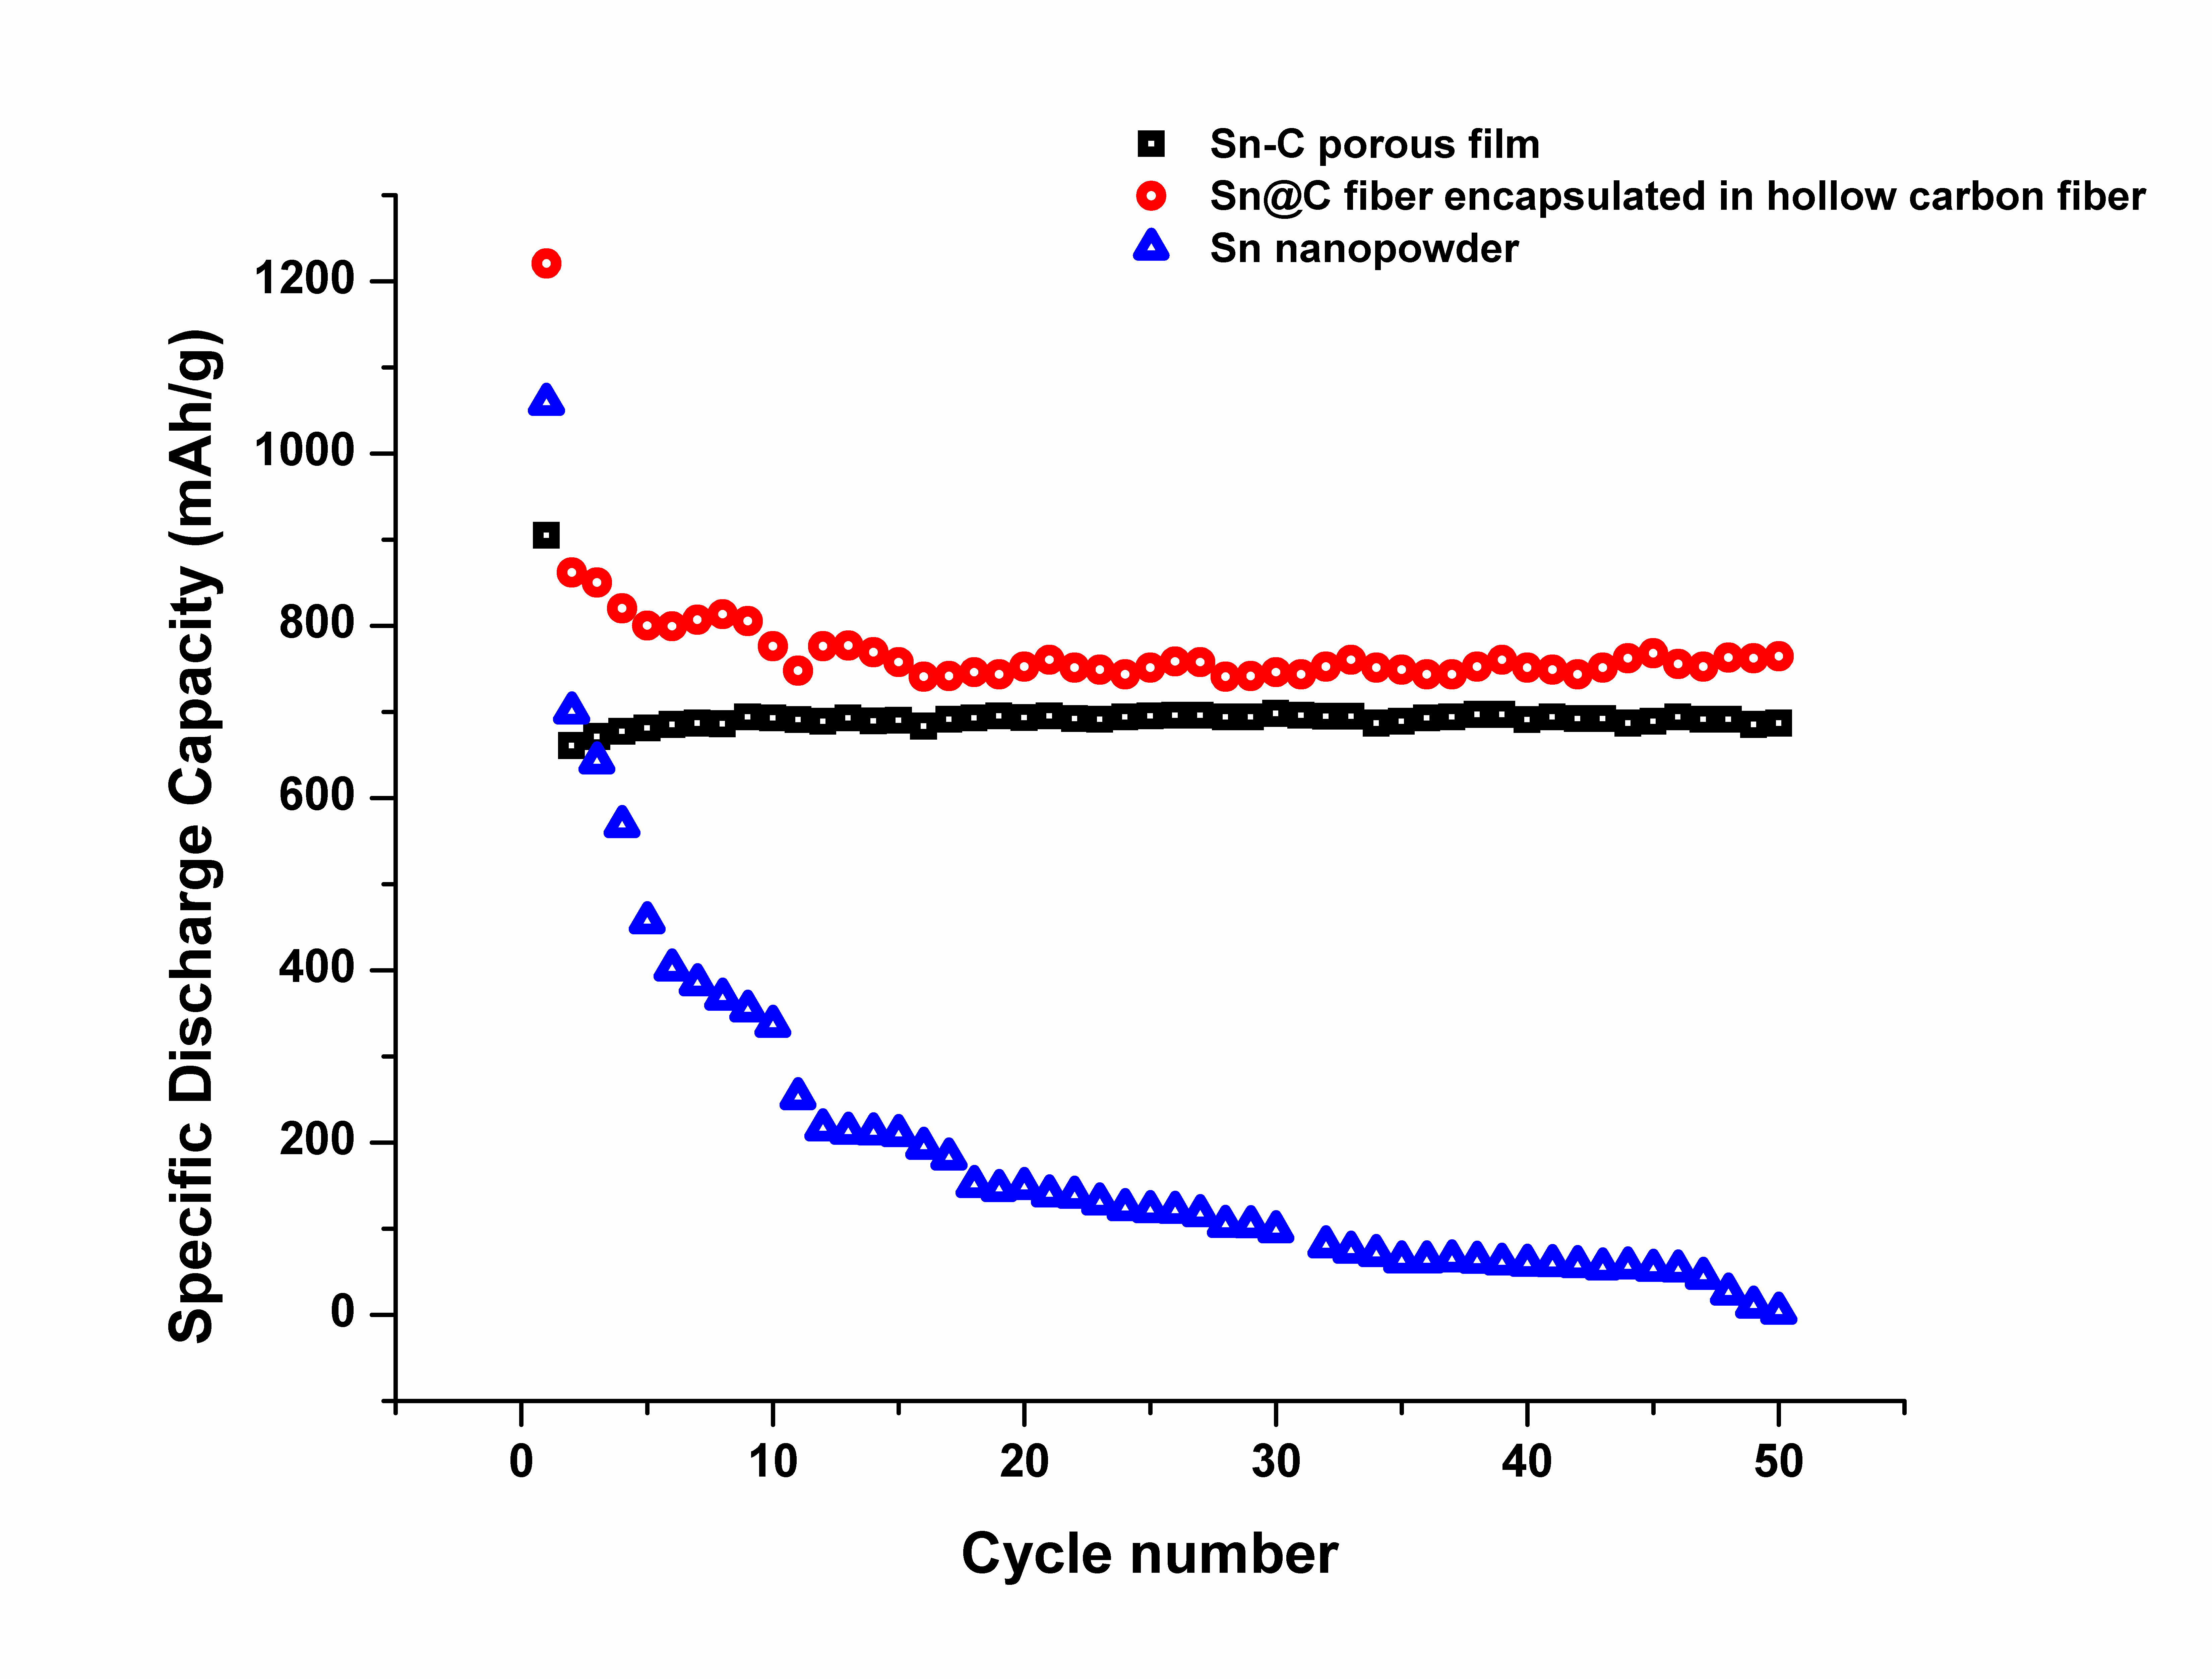 Sn-C porous film
Sn@C fiber encapsulated in hollow carbon fiber
Sn nanopowder
Specific Discharge Capacity (mAh/g)
1200
1000
800
600
400
200
0
0 10 20 30 40 50
Cycle number